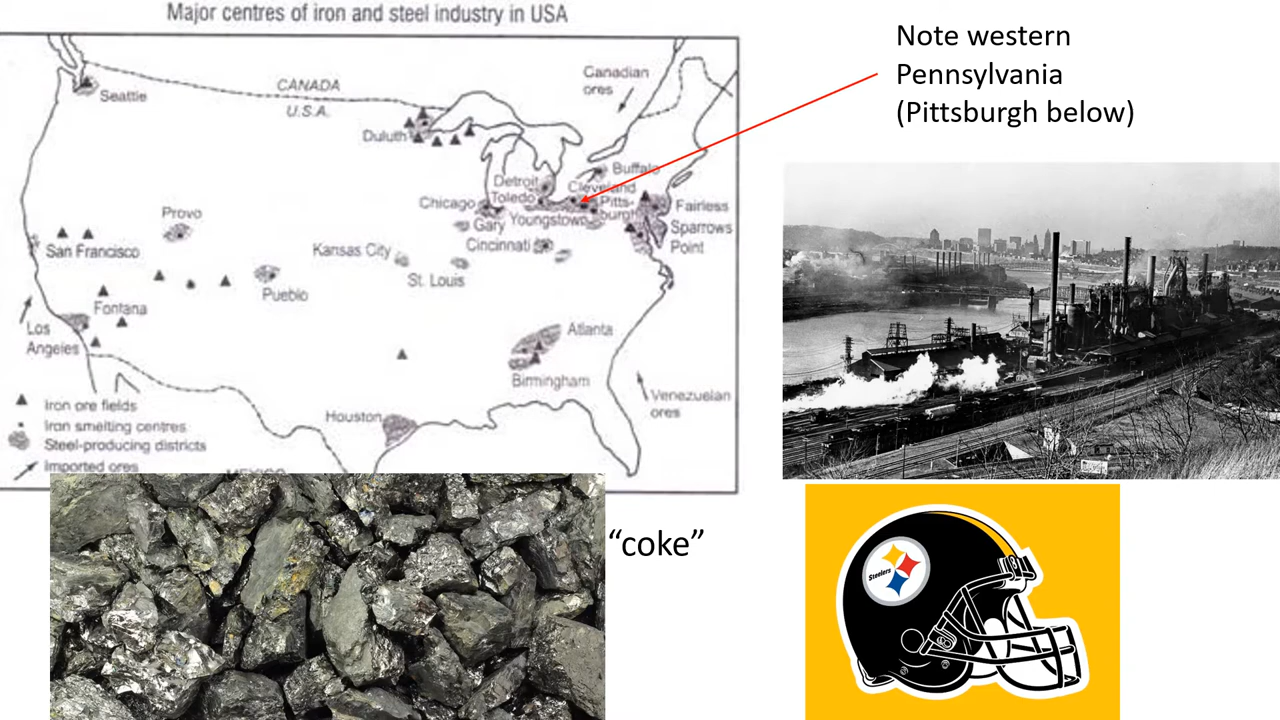 Major centres of iron and steel industry in USA
Note western
Pennsylvania
(Pittsburgh below)
CANADA
U.S.A.
Canadian
ores
Seattle
Duluth
Buffalo
Detroit
Cleveland
Toledo
Pitts-
burgh
Chicago
Youngstown
Fairless
Gary
Sparrows
Point
Cincinnati
Provo
San Francisco
Kansas City
St. Louis
Pueblo
Fontana
Los
Angeles
Atlanta
Birmingham
Venezuelan
ores
Houston
Iron ore fields
Iron smelting centres
Steel-producing districts
Imported ores
MEXICO
“coke”
Steelers